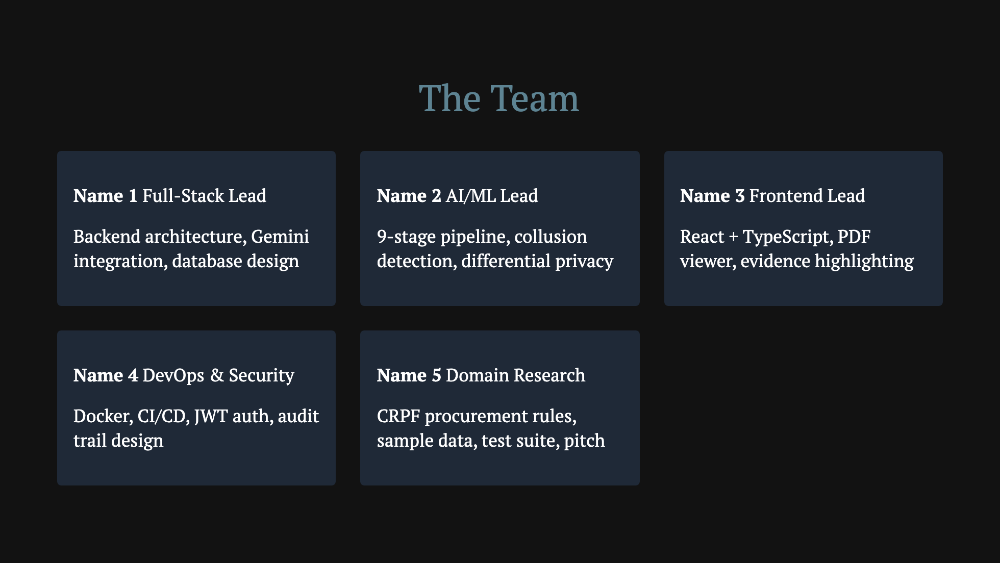 The Team
Name 1 Full-Stack Lead
Backend architecture, Gemini
integration, database design
Name 2 AI/ML Lead
9-stage pipeline, collusion
detection, differential privacy
Name 3 Frontend Lead
React + TypeScript, PDF
viewer, evidence highlighting
Name 4 DevOps & Security
Docker, CI/CD, JWT auth, audit
trail design
Name 5 Domain Research
CRPF procurement rules,
sample data, test suite, pitch